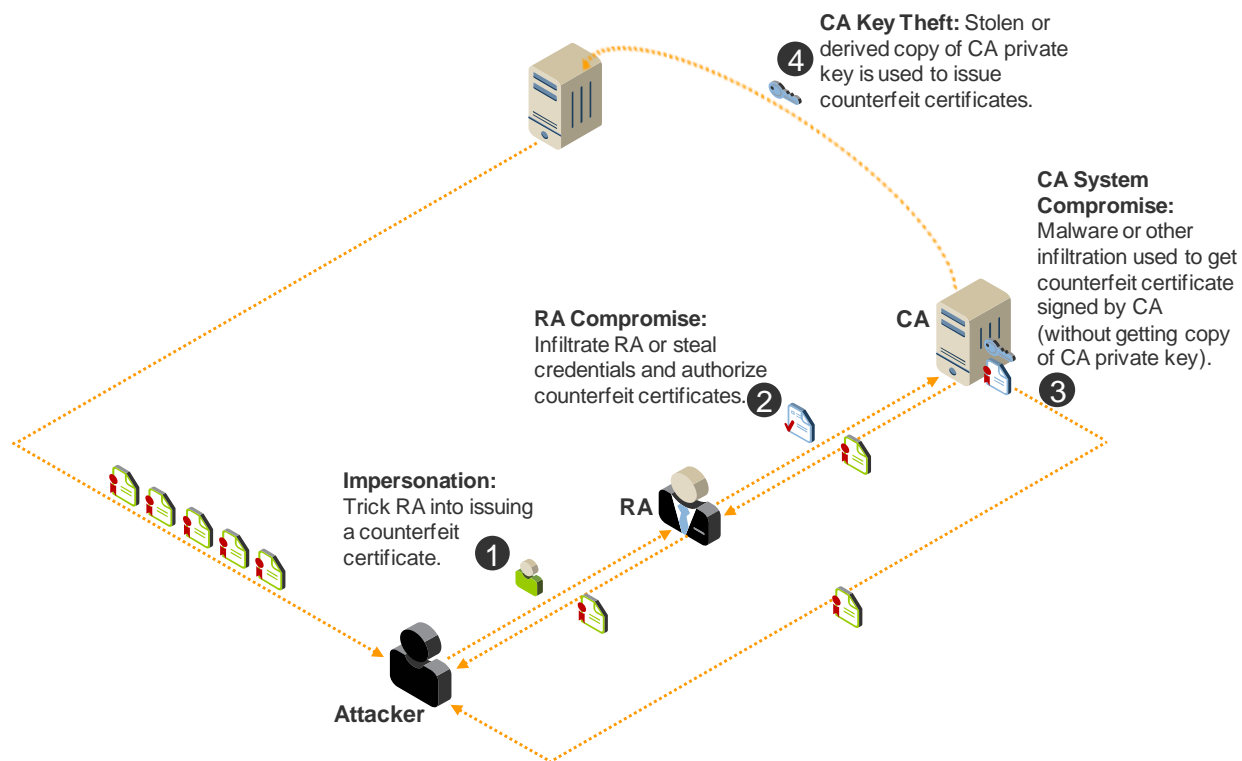 CA Key Theft: Stolen or
derived copy of CA private
key is used to issue
counterfeit certificates.
4
CA System
Compromise:
Malware or other
infiltration used to get
counterfeit certificate
signed by CA
(without getting copy
of CA private key).
3
CA
RA Compromise:
Infiltrate RA or steal
credentials and authorize
counterfeit certificates.
2
RA
Impersonation:
Trick RA into issuing
a counterfeit
certificate.
1
Attacker